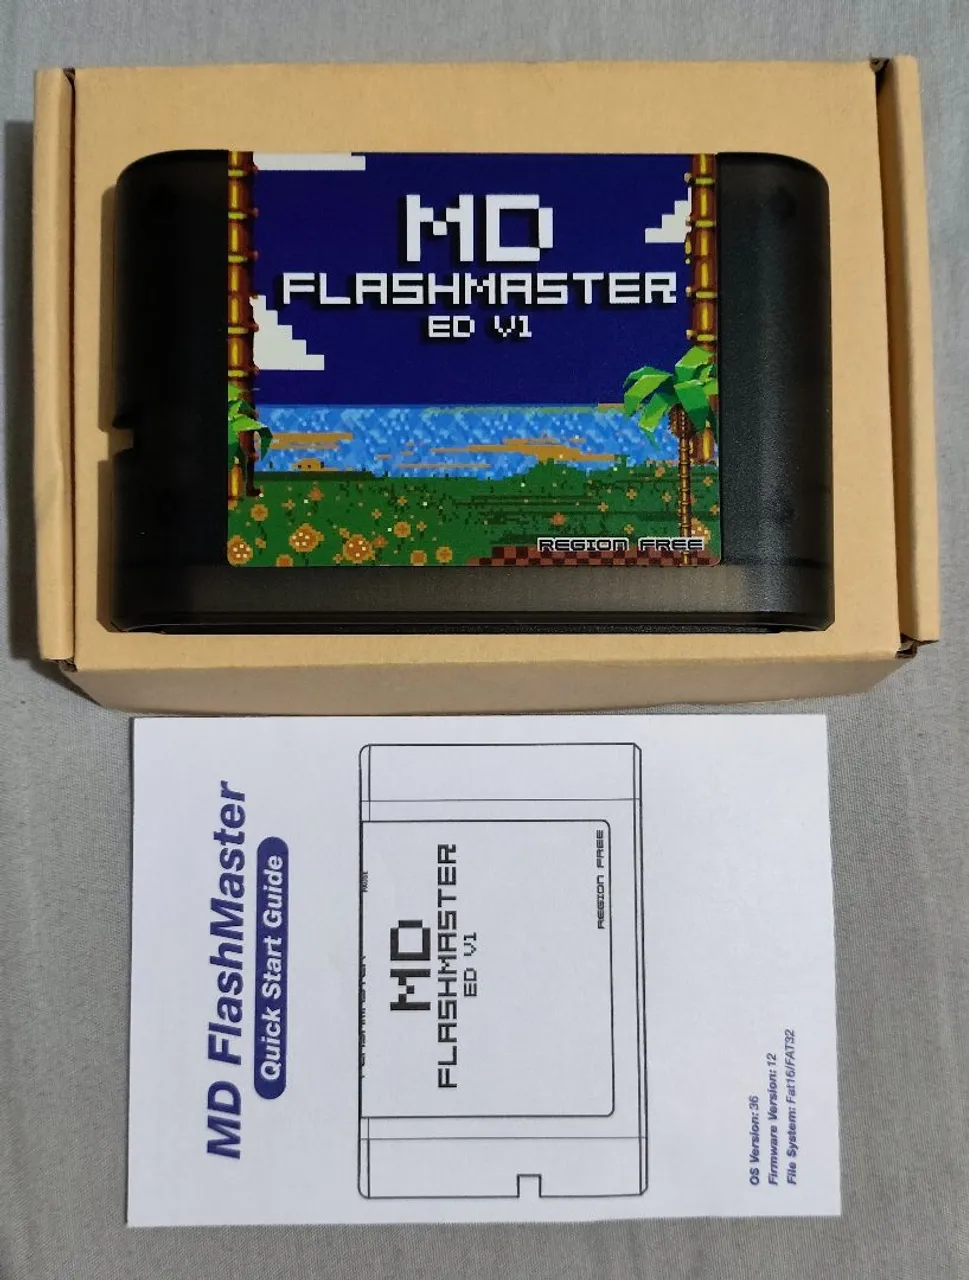 MD
FLASHMASTER
ED V1
REGION FREE
MD FlashMaster
Quick Start Guide
MD
FLASHMASTER
ED V1
REGION FREE
OS Version: 36
Firmware Version: 12
File System: Fat16/FAT32